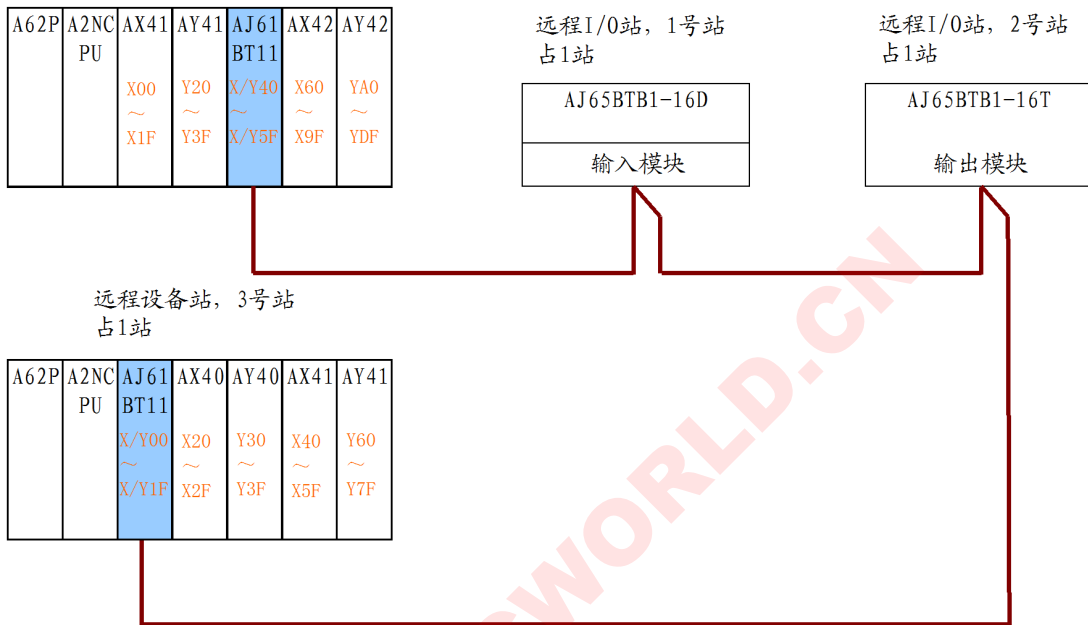 A62P A2NC AX41 AY41 AJ61 AX42 AY42
PU BT11
X00 Y20 X/Y40 X60 YA0
～ ～ ～ ～ ～
X1F Y3F X/Y5F X9F YDF
远程I/O站，1号站
占1站
AJ65BTB1-16D
输入模块
远程I/O站，2号站
占1站
AJ65BTB1-16T
输出模块
远程设备站，3号站
占1站
A62P A2NC AJ61 AX40 AY40 AX41 AY41
PU BT11
X/Y00 X20 Y30 X40 Y60
～ ～ ～ ～ ～
X/Y1F X2F Y3F X5F Y7F
SWORLD.CN